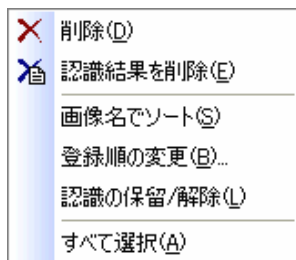 削除(D)
認識結果を削除(E)
画像名でソート(S)
登録順の変更(B)...
認識の保留/解除(L)
すべて選択(A)